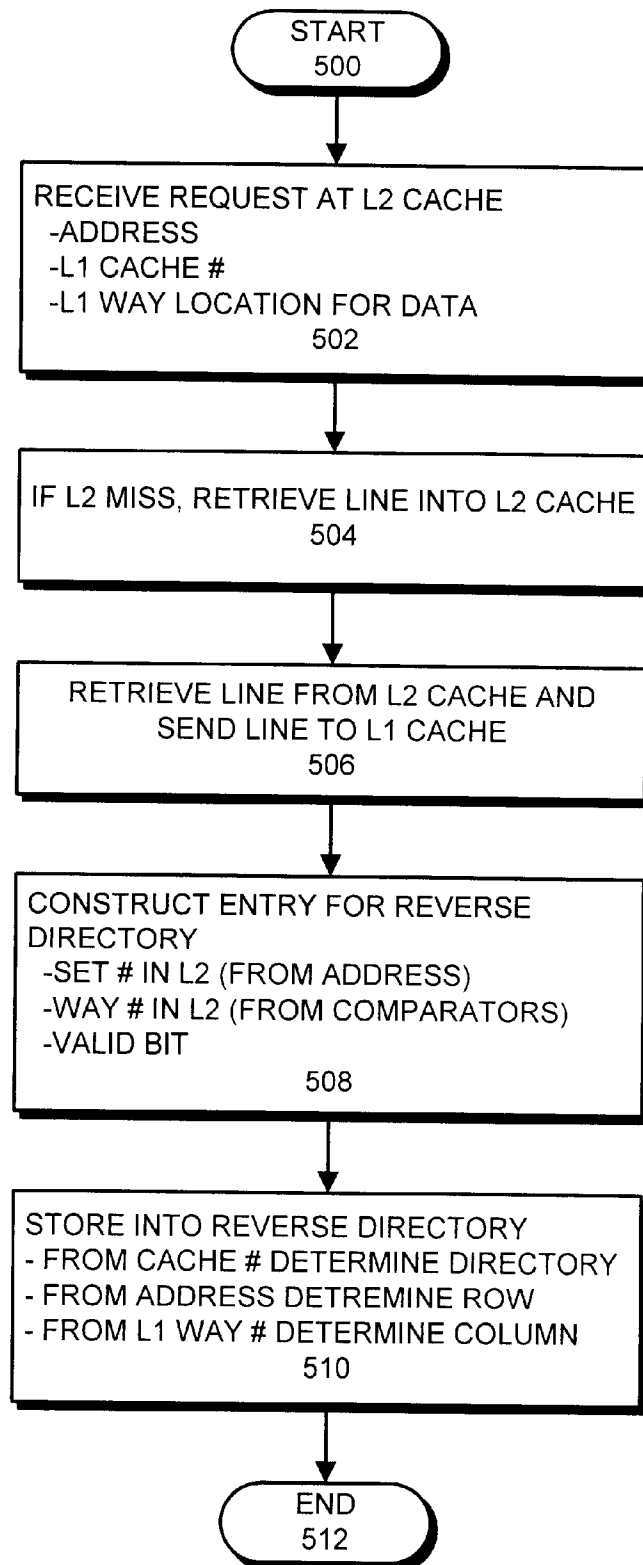 START
500
RECEIVE REQUEST AT L2 CACHE
-ADDRESS
-L1 CACHE #
-L1 WAY LOCATION FOR DATA
502
IF L2 MISS, RETRIEVE LINE INTO L2 CACHE
504
RETRIEVE LINE FROM L2 CACHE AND
SEND LINE TO L1 CACHE
506
CONSTRUCT ENTRY FOR REVERSE
DIRECTORY
-SET # IN L2 (FROM ADDRESS)
-WAY # IN L2 (FROM COMPARATORS)
-VALID BIT
508
STORE INTO REVERSE DIRECTORY
- FROM CACHE # DETERMINE DIRECTORY
- FROM ADDRESS DETREMINE ROW
- FROM L1 WAY # DETERMINE COLUMN
510
END
512